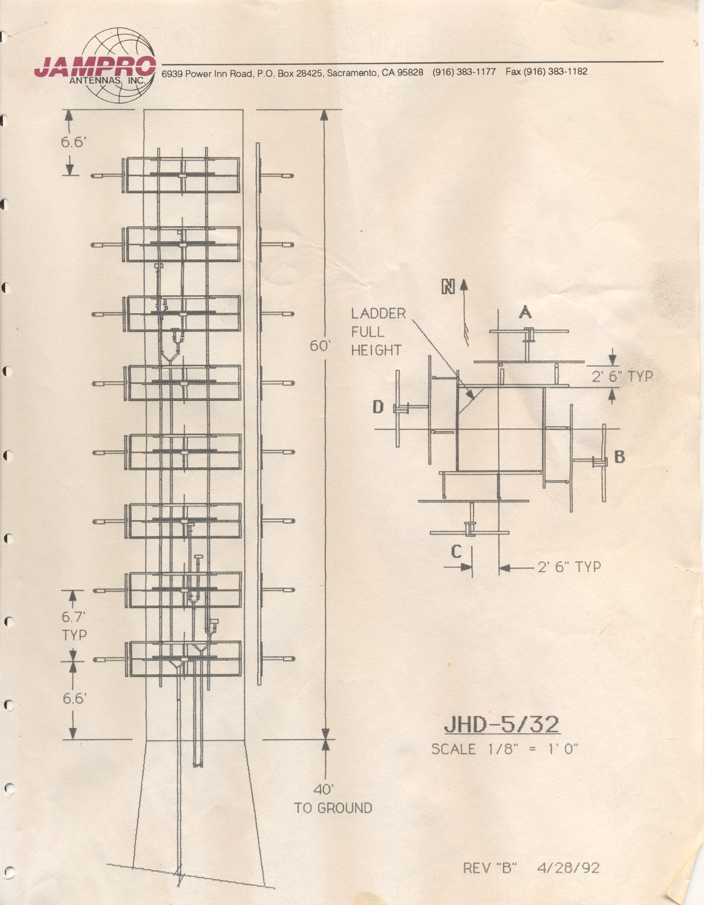 JAMPRO
ANTENNAS, INC.
6939 Power Inn Road, P.O. Box 28425, Sacramento, CA 95828 (916) 383-1177 Fax (916) 383-1182
6.6'
60'
N
A
LADDER
FULL
HEIGHT
2' 6" TYP
D
B
C
2' 6" TYP
6.7'
TYP
6.6'
JHD-5/32
SCALE 1/8" = 1' 0"
40'
TO GROUND
REV "B" 4/28/92